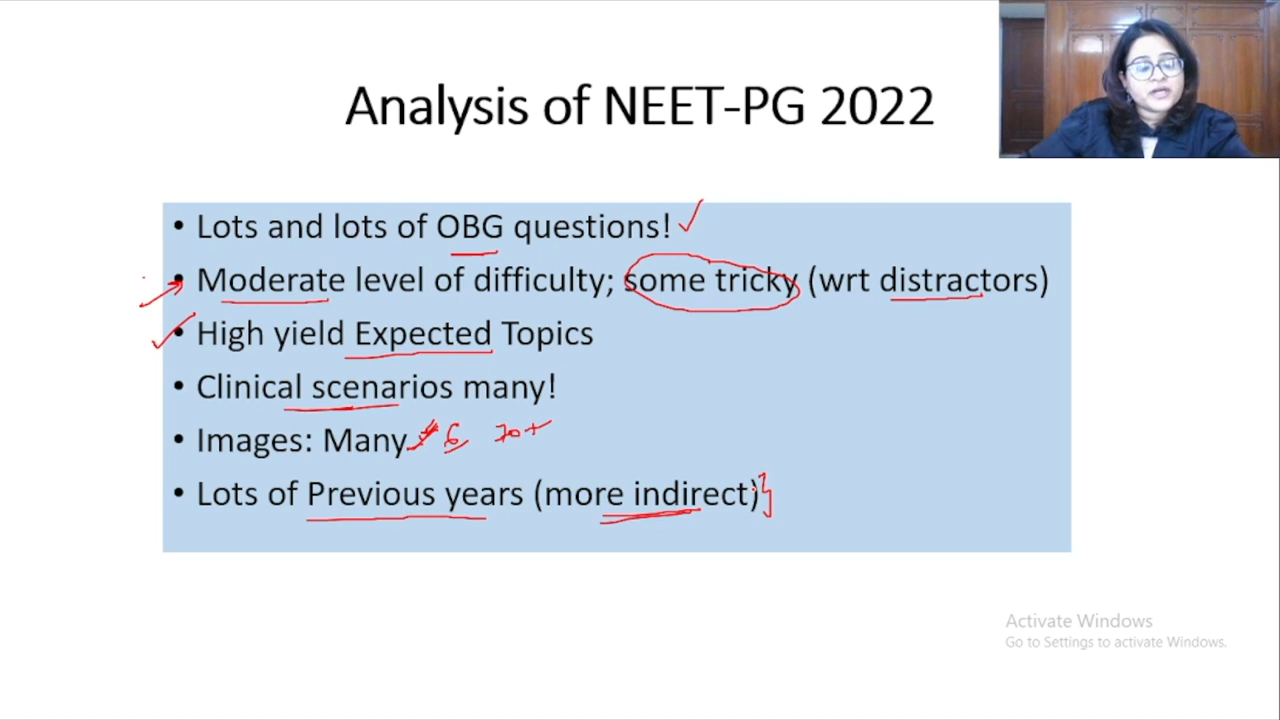 Analysis of NEET-PG 2022
• Lots and lots of OBG questions!
• Moderate level of difficulty; some tricky (wrt distractors)
• High yield Expected Topics
• Clinical scenarios many!
• Images: Many 6
• Lots of Previous years (more indirect)
Activate Windows
Go to Settings to activate Windows.